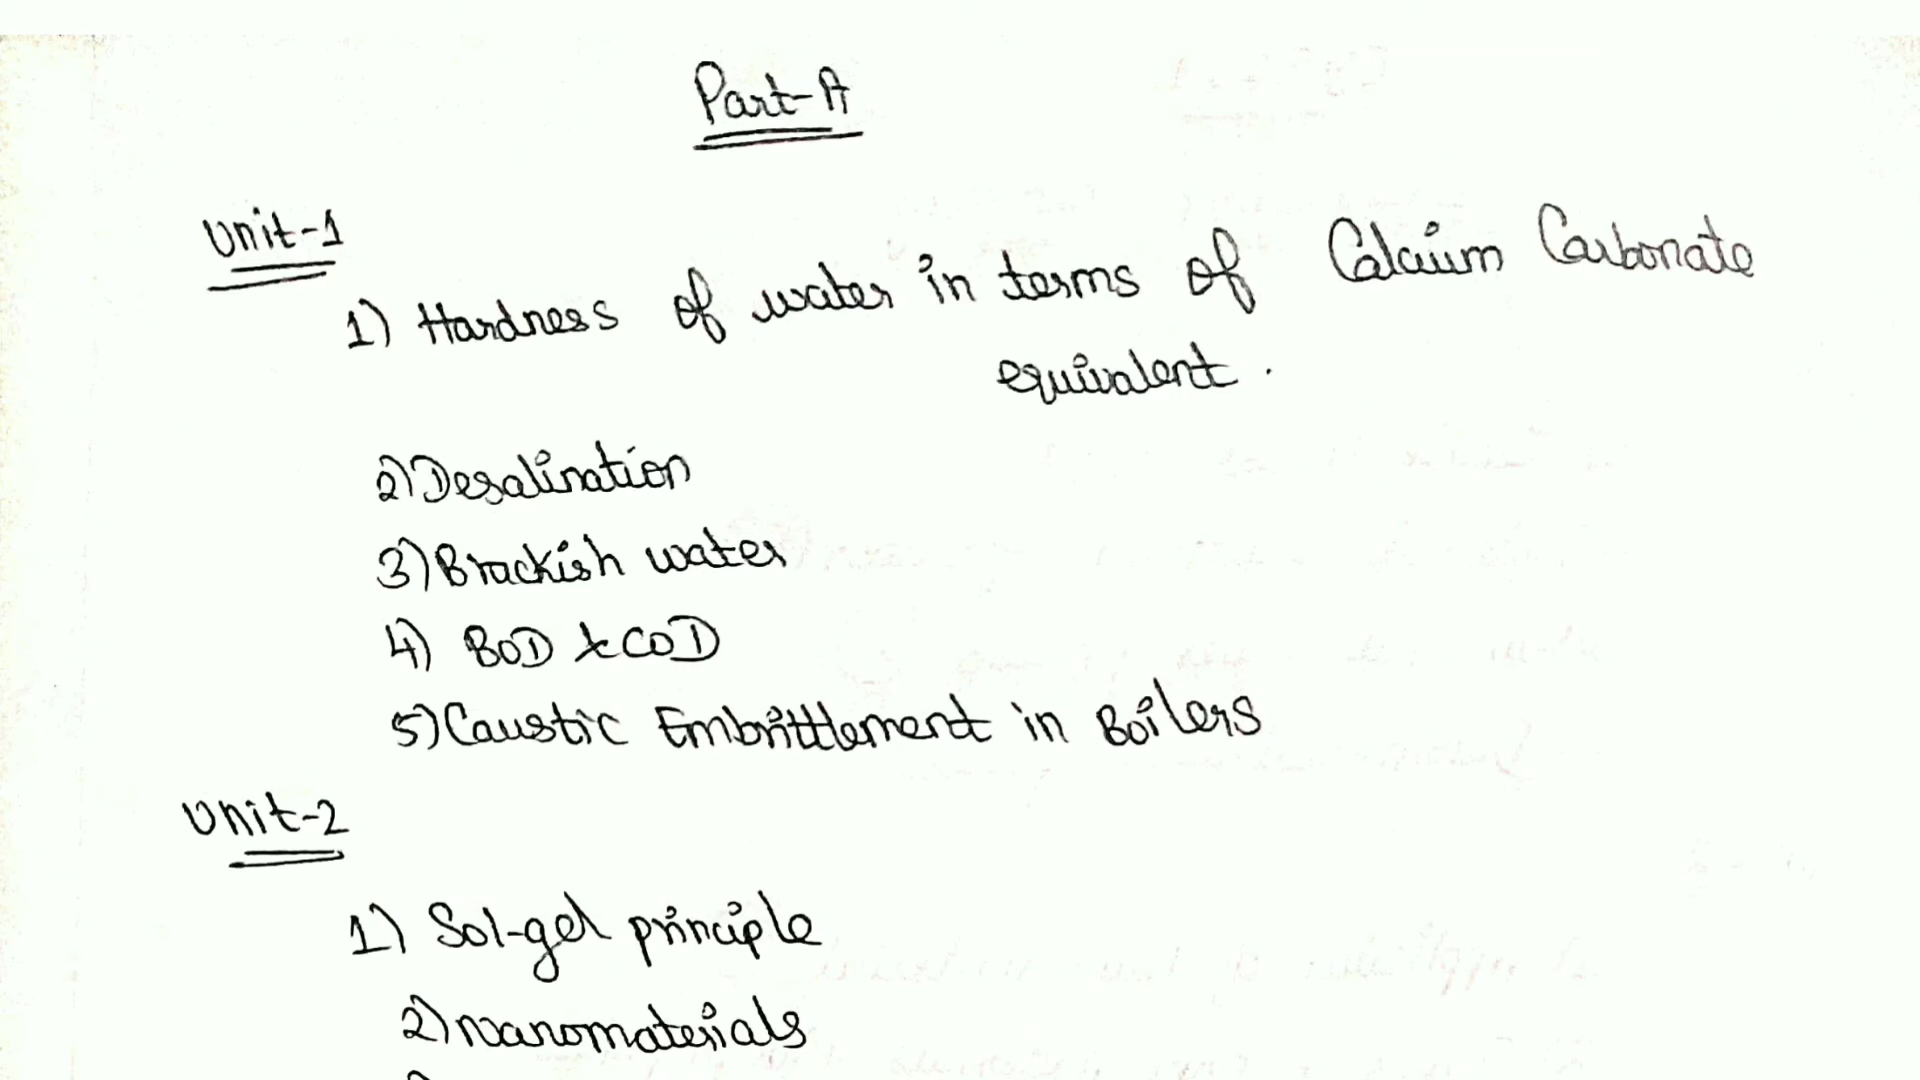 Part-A
Unit-1
1) Hardness of water in terms of Calcium Carbonate
equivalent.
2) Desalination
3) Brackish water
4) BOD & COD
5) Caustic Embrittlement in Boilers
Unit-2
1) Sol-gel principle
2) Nanomaterials